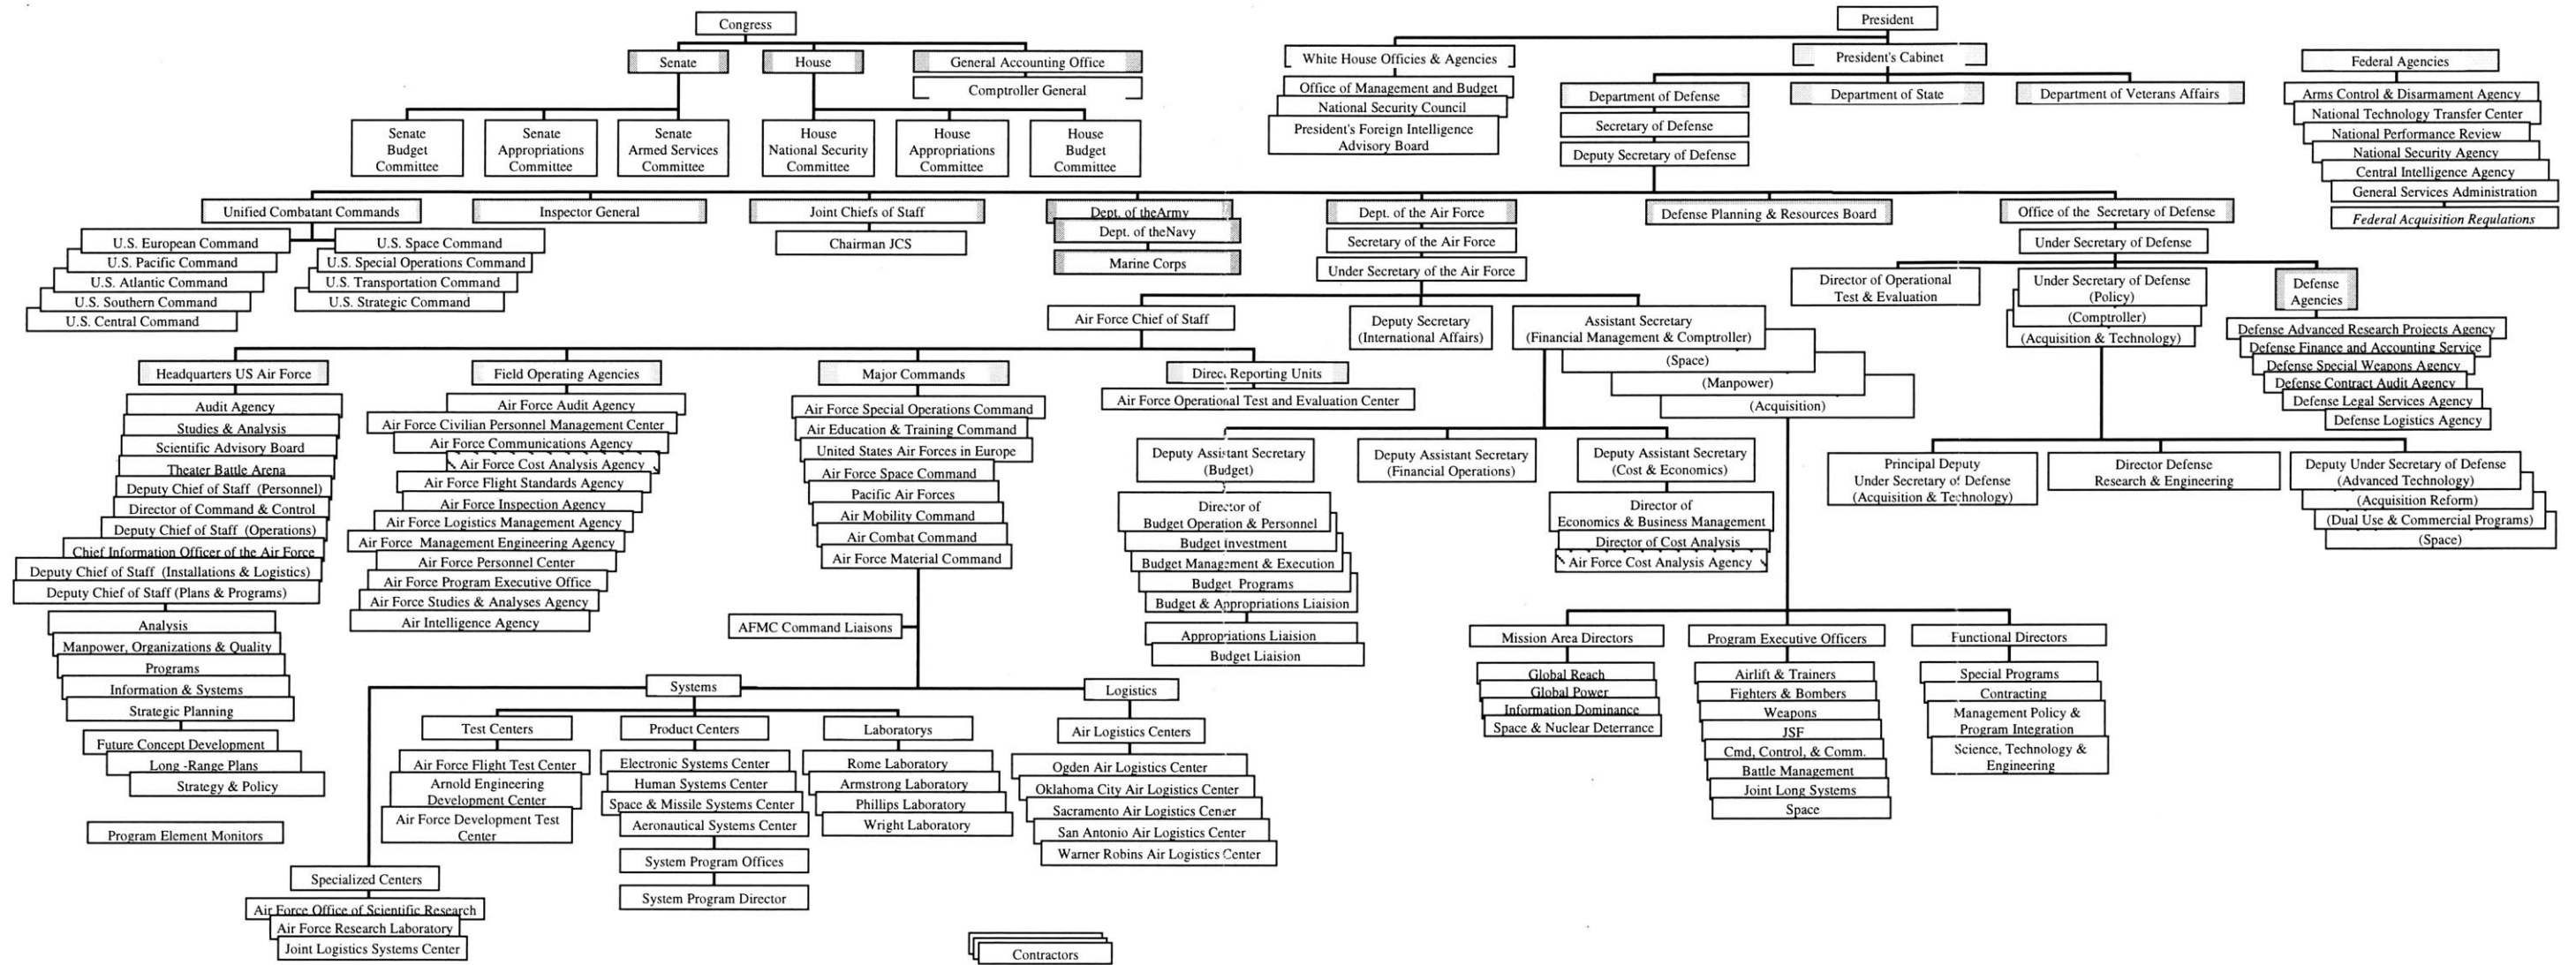 Congress
Senate
House
General Accounting Office
Comptroller General
Senate
Budget
Committee
Senate
Appropriations
Committee
Senate
Armed Services
Committee
House
National Security
Committee
House
Appropriations
Committee
House
Budget
Committee
President
White House Officies & Agencies
Office of Management and Budget
National Security Council
President's Foreign Intelligence
Advisory Board
President's Cabinet
Department of Defense
Secretary of Defense
Deputy Secretary of Defense
Department of State
Department of Veterans Affairs
Federal Agencies
Arms Control & Disarmament Agency
National Technology Transfer Center
National Performance Review
National Security Agency
Central Intelligence Agency
General Services Administration
Federal Acquisition Regulations
Unified Combatant Commands
U.S. European Command
U.S. Pacific Command
U.S. Atlantic Command
U.S. Southern Command
U.S. Central Command
U.S. Space Command
U.S. Special Operations Command
U.S. Transportation Command
U.S. Strategic Command
Inspector General
Joint Chiefs of Staff
Chairman JCS
Dept. of theArmy
Dept. of theNavy
Marine Corps
Dept. of the Air Force
Secretary of the Air Force
Under Secretary of the Air Force
Defense Planning & Resources Board
Office of the Secretary of Defense
Under Secretary of Defense
Director of Operational
Test & Evaluation
Under Secretary of Defense
(Policy)
(Comptroller)
(Acquisition & Technology)
Defense
Agencies
Defense Advanced Research Projects Agency
Defense Finance and Accounting Service
Defense Special Weapons Agency
Defense Contract Audit Agency
Defense Legal Services Agency
Defense Logistics Agency
Air Force Chief of Staff
Deputy Secretary
(International Affairs)
Assistant Secretary
(Financial Management & Comptroller)
(Space)
(Manpower)
(Acquisition)
Headquarters US Air Force
Audit Agency
Studies & Analysis
Scientific Advisory Board
Theater Battle Arena
Deputy Chief of Staff (Personnel)
Director of Command & Control
Deputy Chief of Staff (Operations)
Chief Information Officer of the Air Force
Deputy Chief of Staff (Installations & Logistics)
Deputy Chief of Staff (Plans & Programs)
Analysis
Manpower, Organizations & Quality
Programs
Information & Systems
Strategic Planning
Future Concept Development
Long -Range Plans
Strategy & Policy
Program Element Monitors
Field Operating Agencies
Air Force Audit Agency
Air Force Civilian Personnel Management Center
Air Force Communications Agency
Air Force Cost Analysis Agency
Air Force Flight Standards Agency
Air Force Inspection Agency
Air Force Logistics Management Agency
Air Force Management Engineering Agency
Air Force Personnel Center
Air Force Program Executive Office
Air Force Studies & Analyses Agency
Air Intelligence Agency
Major Commands
Air Force Special Operations Command
Air Education & Training Command
United States Air Forces in Europe
Air Force Space Command
Pacific Air Forces
Air Mobility Command
Air Combat Command
Air Force Material Command
AFMC Command Liaisons
Direct Reporting Units
Air Force Operational Test and Evaluation Center
Deputy Assistant Secretary
(Budget)
Director of
Budget Operation & Personnel
Budget Investment
Budget Management & Execution
Budget Programs
Budget & Appropriations Liaision
Appropriations Liaision
Budget Liaision
Deputy Assistant Secretary
(Financial Operations)
Deputy Assistant Secretary
(Cost & Economics)
Director of
Economics & Business Management
Director of Cost Analysis
Air Force Cost Analysis Agency
Principal Deputy
Under Secretary of Defense
(Acquisition & Technology)
Director Defense
Research & Engineering
Deputy Under Secretary of Defense
(Advanced Technology)
(Acquisition Reform)
(Dual Use & Commercial Programs)
(Space)
Mission Area Directors
Global Reach
Global Power
Information Dominance
Space & Nuclear Deterrance
Program Executive Officers
Airlift & Trainers
Fighters & Bombers
Weapons
JSF
Cmd, Control, & Comm.
Battle Management
Joint Long Systems
Space
Functional Directors
Special Programs
Contracting
Management Policy &
Program Integration
Science, Technology &
Engineering
Systems
Logistics
Test Centers
Air Force Flight Test Center
Arnold Engineering
Development Center
Air Force Development Test
Center
Product Centers
Electronic Systems Center
Human Systems Center
Space & Missile Systems Center
Aeronautical Systems Center
System Program Offices
System Program Director
Laboratorys
Rome Laboratory
Armstrong Laboratory
Phillips Laboratory
Wright Laboratory
Air Logistics Centers
Ogden Air Logistics Center
Oklahoma City Air Logistics Center
Sacramento Air Logistics Center
San Antonio Air Logistics Center
Warner Robins Air Logistics Center
Specialized Centers
Air Force Office of Scientific Research
Air Force Research Laboratory
Joint Logistics Systems Center
Contractors